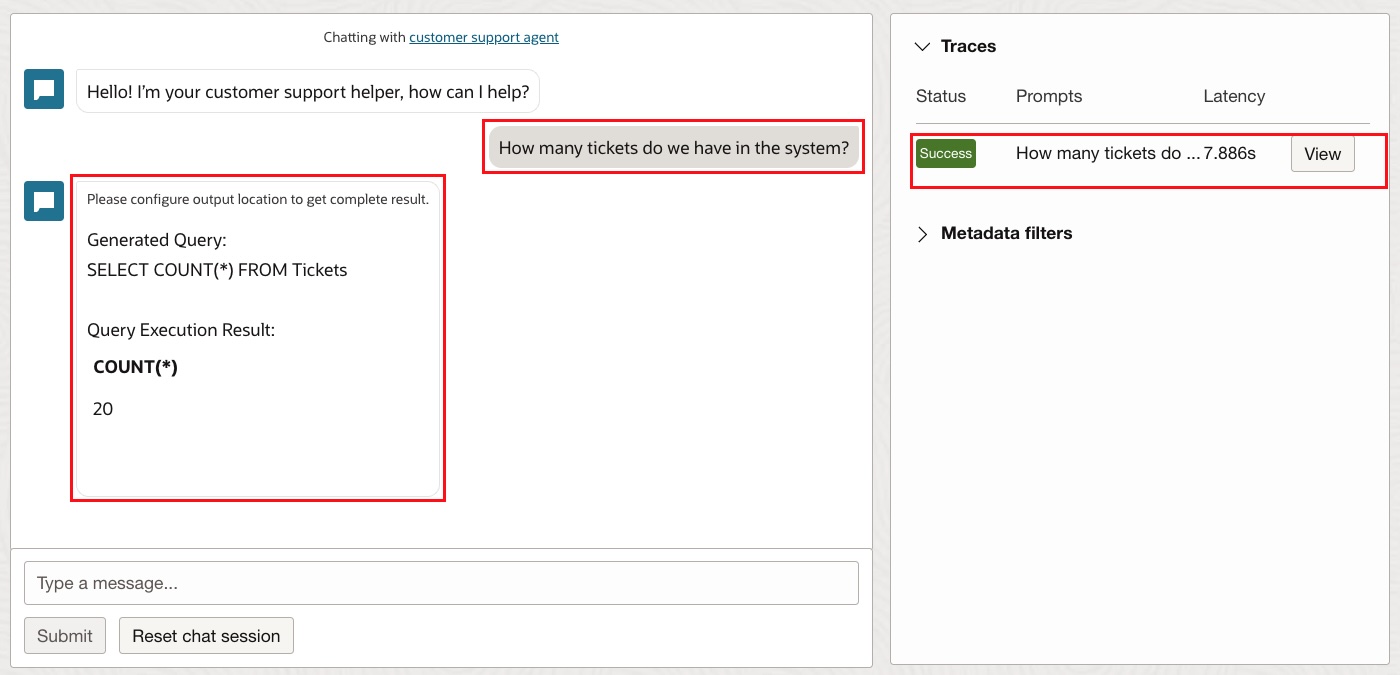 Chatting with customer support agent
Hello! I'm your customer support helper, how can I help?
How many tickets do we have in the system?
Please configure output location to get complete result.
Generated Query:
SELECT COUNT(*) FROM Tickets
Query Execution Result:
COUNT(*)
20
Type a message...
Submit
Reset chat session
Traces
Status Prompts Latency
Success How many tickets do ... 7.886s View
Metadata filters